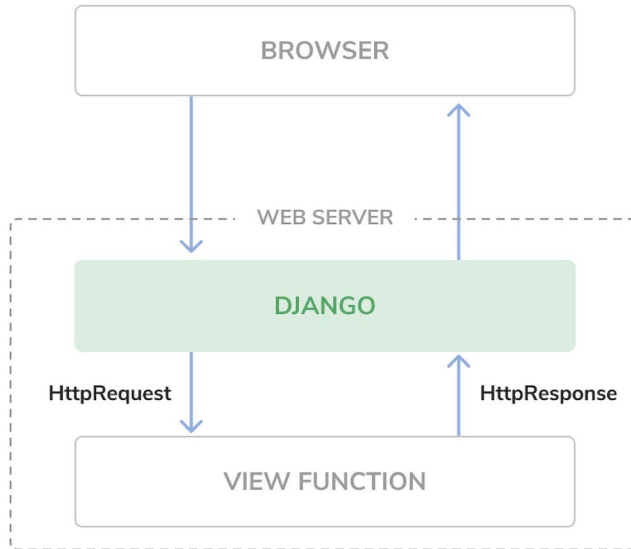 BROWSER
WEB SERVER
DJANGO
HttpRequest
HttpResponse
VIEW FUNCTION